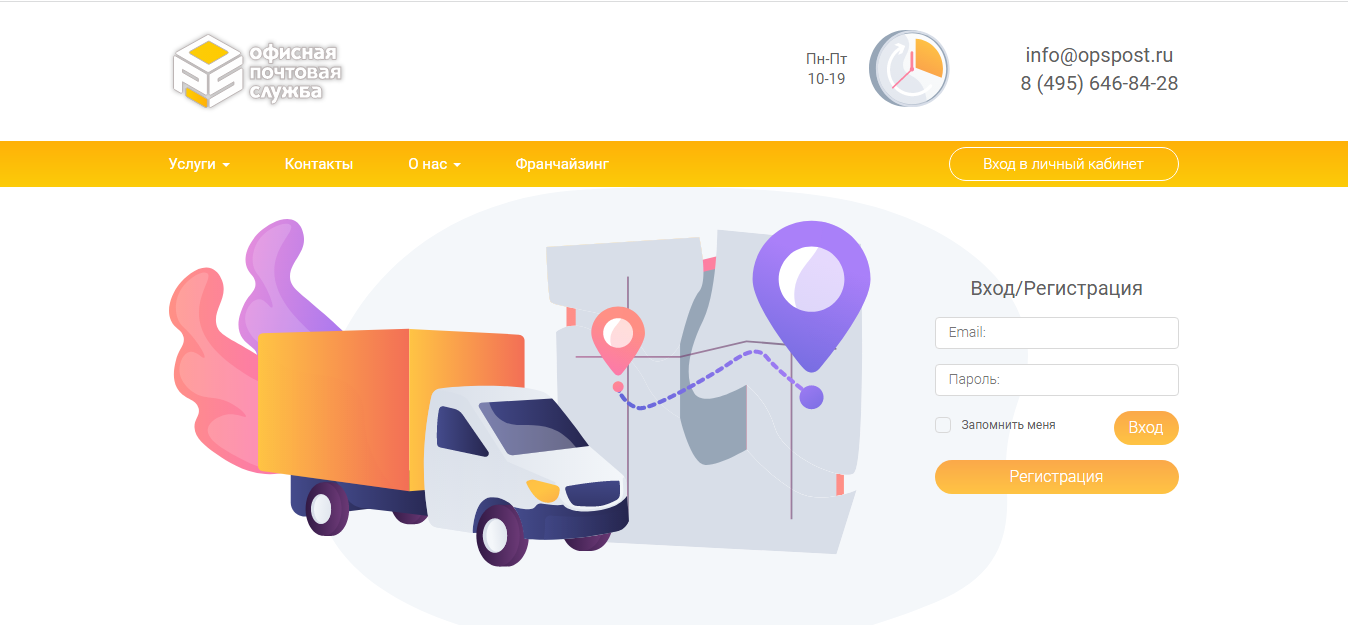 офисная
почтовая
служба
Пн-Пт
10-19
info@opspost.ru
8 (495) 646-84-28
Услуги
Контакты
О нас
Франчайзинг
Вход в личный кабинет
Вход/Регистрация
Email:
Пароль:
Запомнить меня
Вход
Регистрация